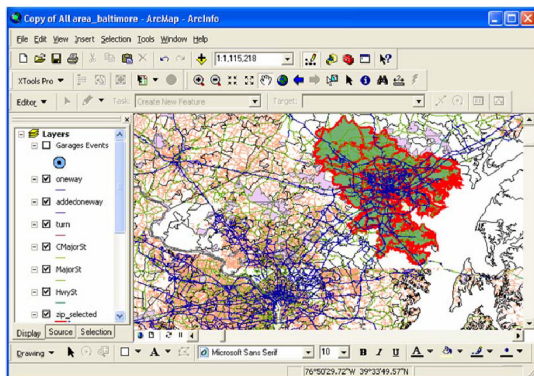 Copy of All area_baltimore - ArcMap - ArcInfo
File Edit View Insert Selection Tools Window Help
1:1,115,218
XTools Pro
Editor Task: Create New Feature Target:
Layers
Garages Events
oneway
addedoneway
turn
CMajorSt
MajorSt
HwySt
zip_selected
Display Source Selection
Drawing A Microsoft Sans Serif 10 B I U A
76°50'29.72"W 39°33'49.57"N